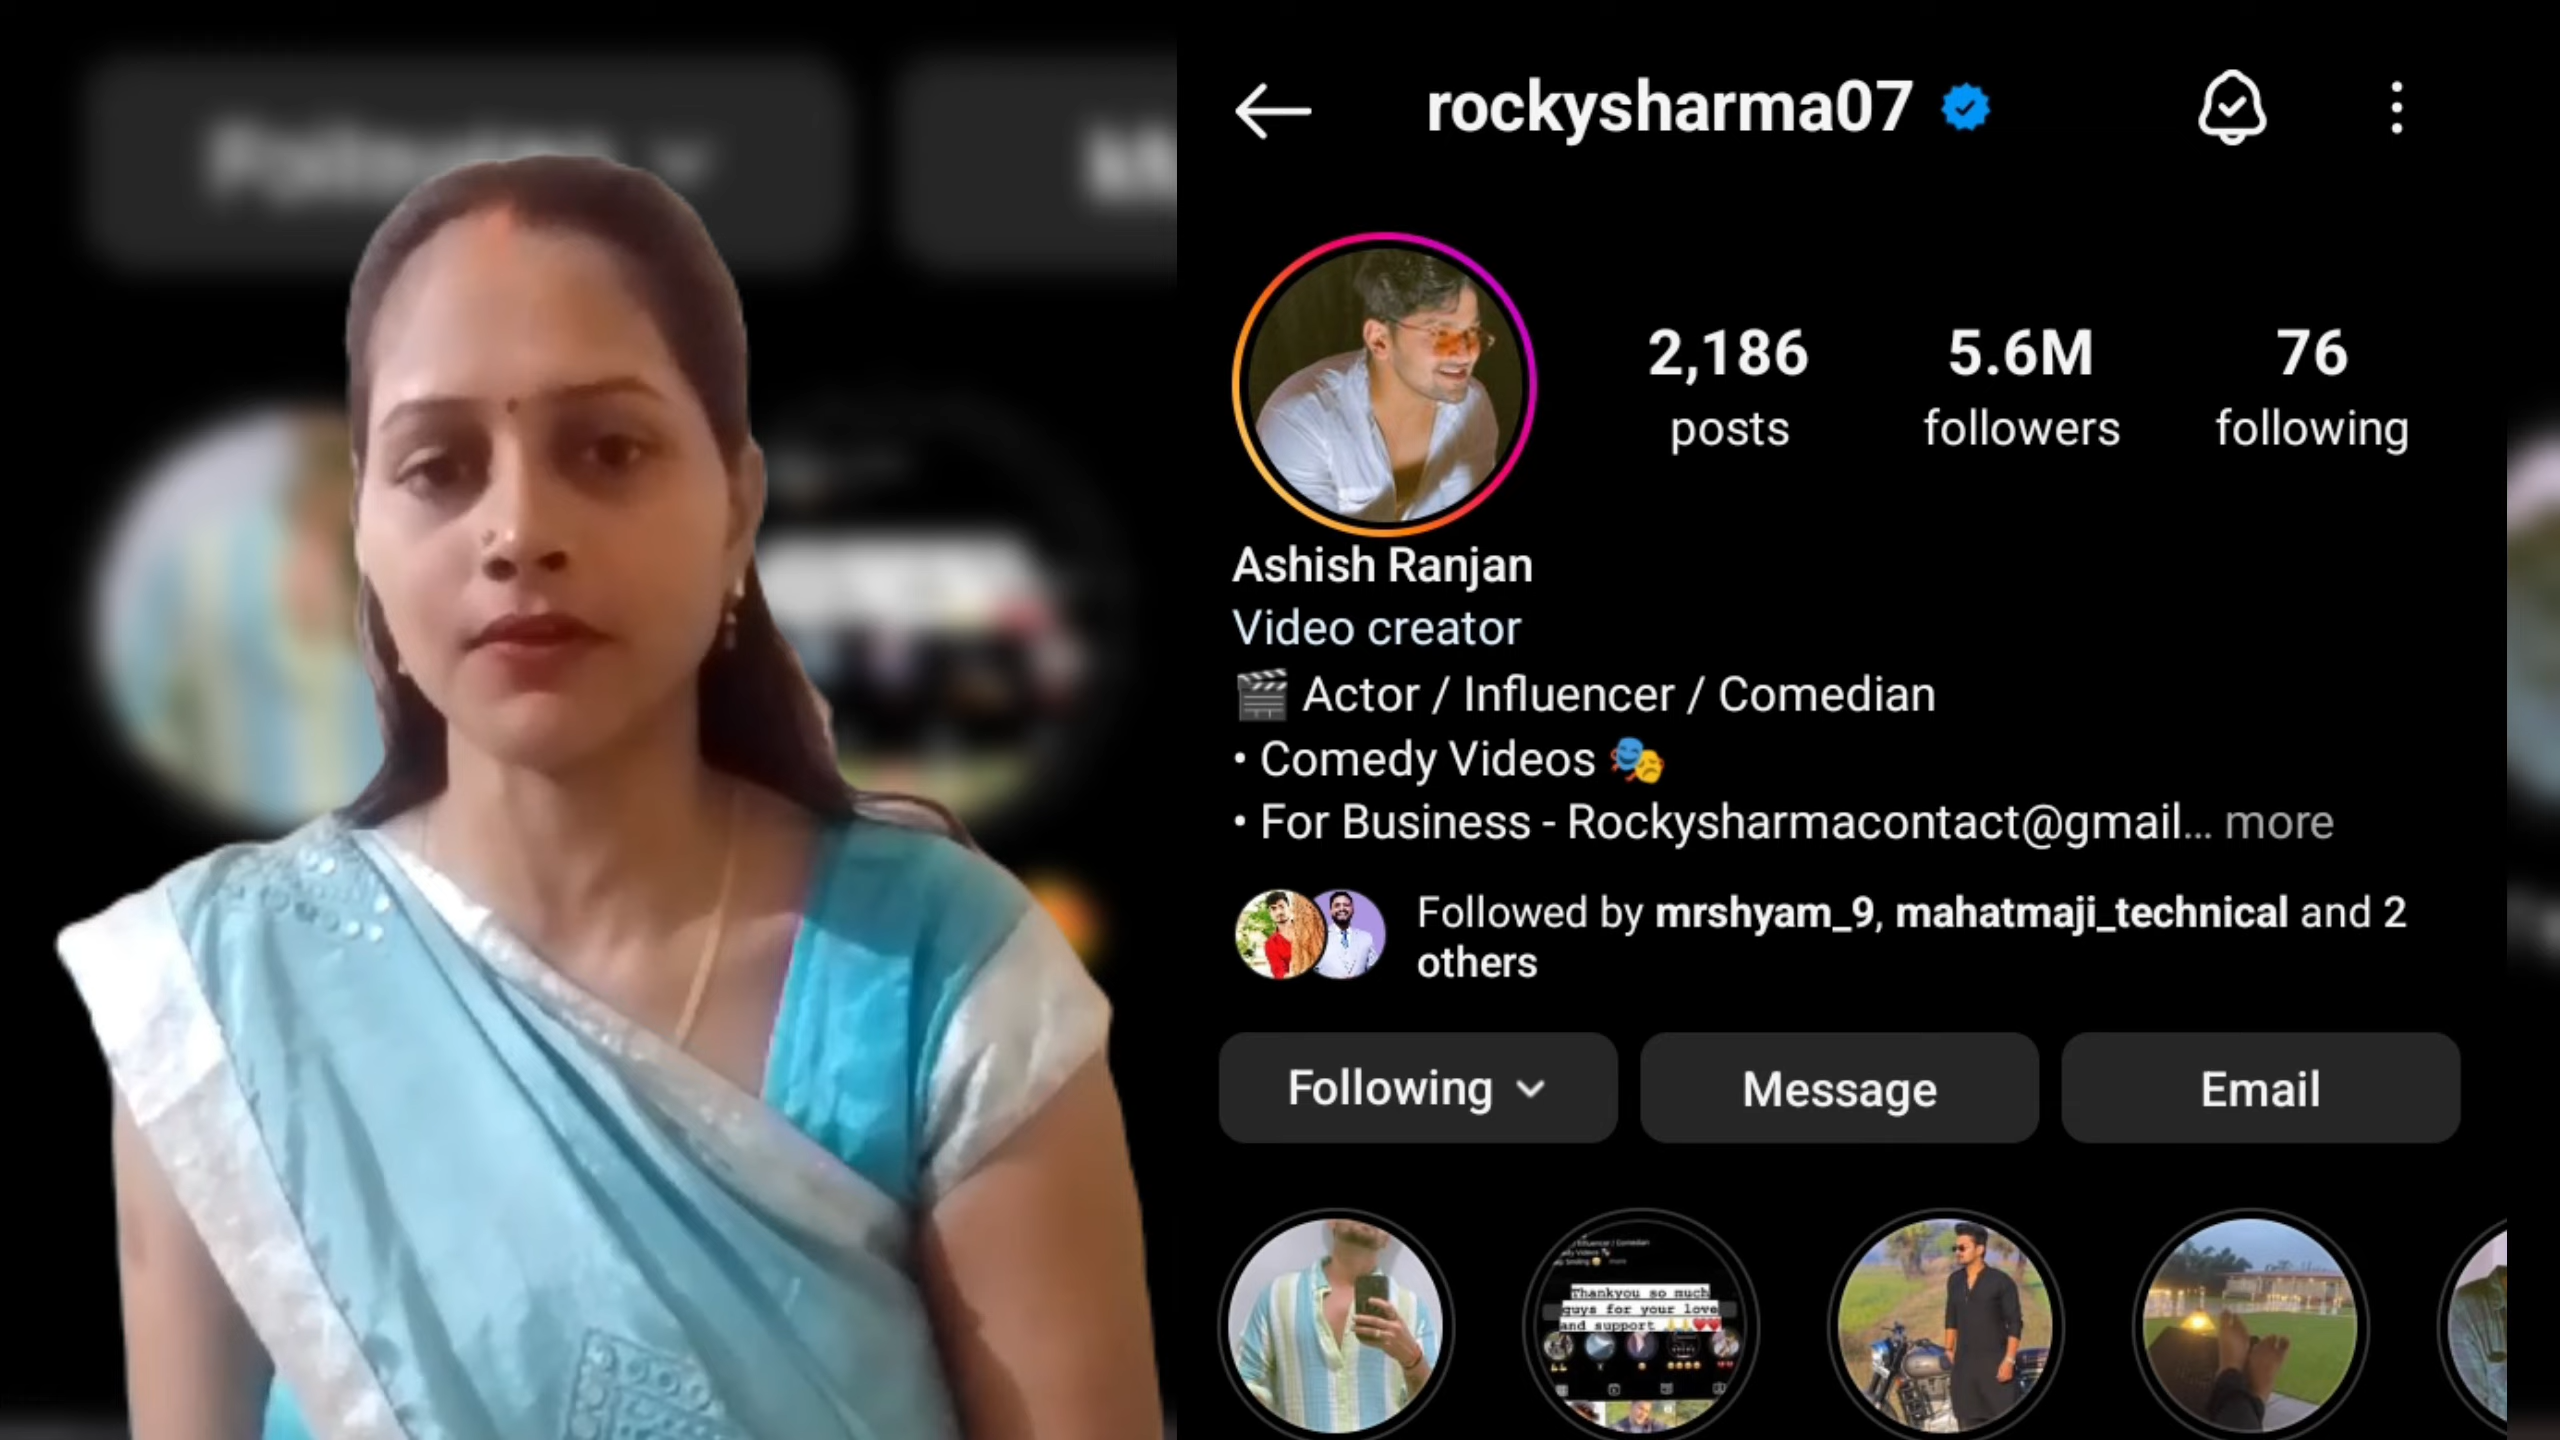 rockysharma07
2,186
5.6M
76
posts
followers
following
Ashish Ranjan
Video creator
🎬 Actor / Influencer / Comedian
• Comedy Videos 🎭
• For Business - Rockysharmacontact@gmail... more
Followed by mrshyam_9, mahatmaji_technical and 2
others
Following
Message
Email
/ Influencer / Comedian
Thankyou so much
guys for your love
and support 🙏🙏❤️❤️